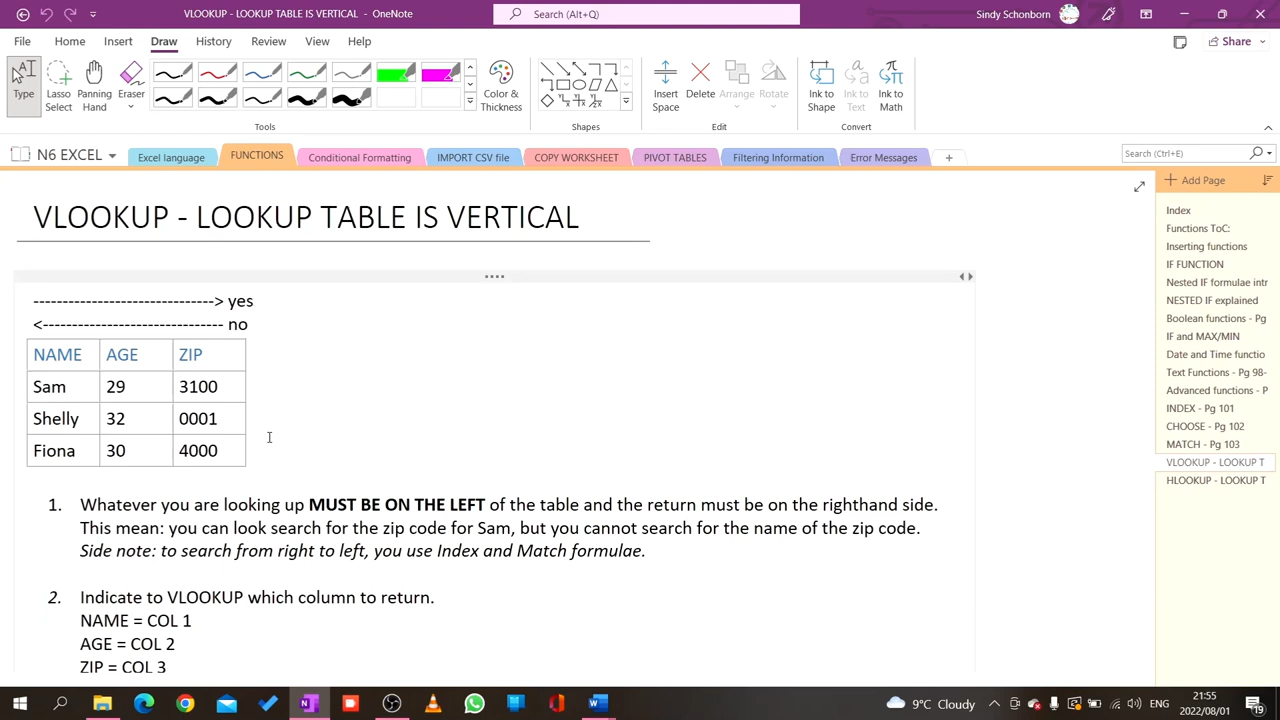 VLOOKUP - LOOKUP TABLE IS VERTICAL - OneNote
Search (Alt+Q)
Sindy Schonborn
File Home Insert Draw History Review View Help
Share
Type
Lasso Select
Panning Hand
Eraser
Color & Thickness
Insert Space
Delete
Arrange
Rotate
Ink to Shape
Ink to Text
Ink to Math
Tools
Shapes
Edit
Convert
N6 EXCEL
Excel language
FUNCTIONS
Conditional Formatting
IMPORT CSV file
COPY WORKSHEET
PIVOT TABLES
Filtering Information
Error Messages
Search (Ctrl+E)
VLOOKUP - LOOKUP TABLE IS VERTICAL
-------------------------------> yes
<-------------------------------- no
NAME AGE ZIP
Sam 29 3100
Shelly 32 0001
Fiona 30 4000
1. Whatever you are looking up MUST BE ON THE LEFT of the table and the return must be on the righthand side.
This mean: you can look search for the zip code for Sam, but you cannot search for the name of the zip code.
Side note: to search from right to left, you use Index and Match formulae.
2. Indicate to VLOOKUP which column to return.
NAME = COL 1
AGE = COL 2
ZIP = COL 3
Add Page
Index
Functions ToC:
Inserting functions
IF FUNCTION
Nested IF formulae intr
NESTED IF explained
Boolean functions - Pg
IF and MAX/MIN
Date and Time functio
Text Functions - Pg 98-
Advanced functions - P
INDEX - Pg 101
CHOOSE - Pg 102
MATCH - Pg 103
VLOOKUP - LOOKUP T
HLOOKUP - LOOKUP T
9°C Cloudy
ENG
21:55
2022/08/01
19